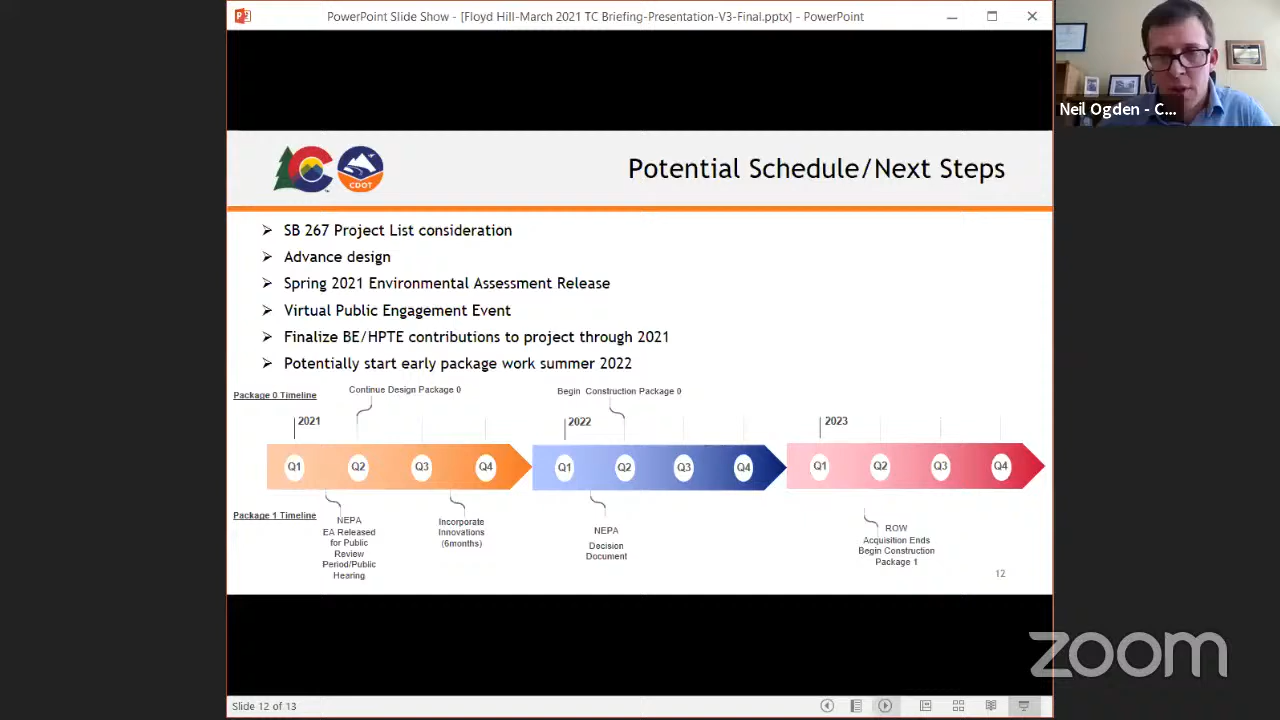 PowerPoint Slide Show - [Floyd Hill-March 2021 TC Briefing-Presentation-V3-Final.pptx] - PowerPoint
Neil Ogden - C...
CDOT
Potential Schedule/Next Steps
SB 267 Project List consideration
Advance design
Spring 2021 Environmental Assessment Release
Virtual Public Engagement Event
Finalize BE/HPTE contributions to project through 2021
Potentially start early package work summer 2022
Package 0 Timeline
Continue Design Package 0
Begin Construction Package 0
2021
2022
2023
Q1 Q2 Q3 Q4
Q1 Q2 Q3 Q4
Q1 Q2 Q3 Q4
Package 1 Timeline
NEPA
EA Released
for Public
Review
Period/Public
Hearing
Incorporate
Innovations
(6months)
NEPA
Decision
Document
ROW
Acquisition Ends
Begin Construction
Package 1
12
zoom
Slide 12 of 13